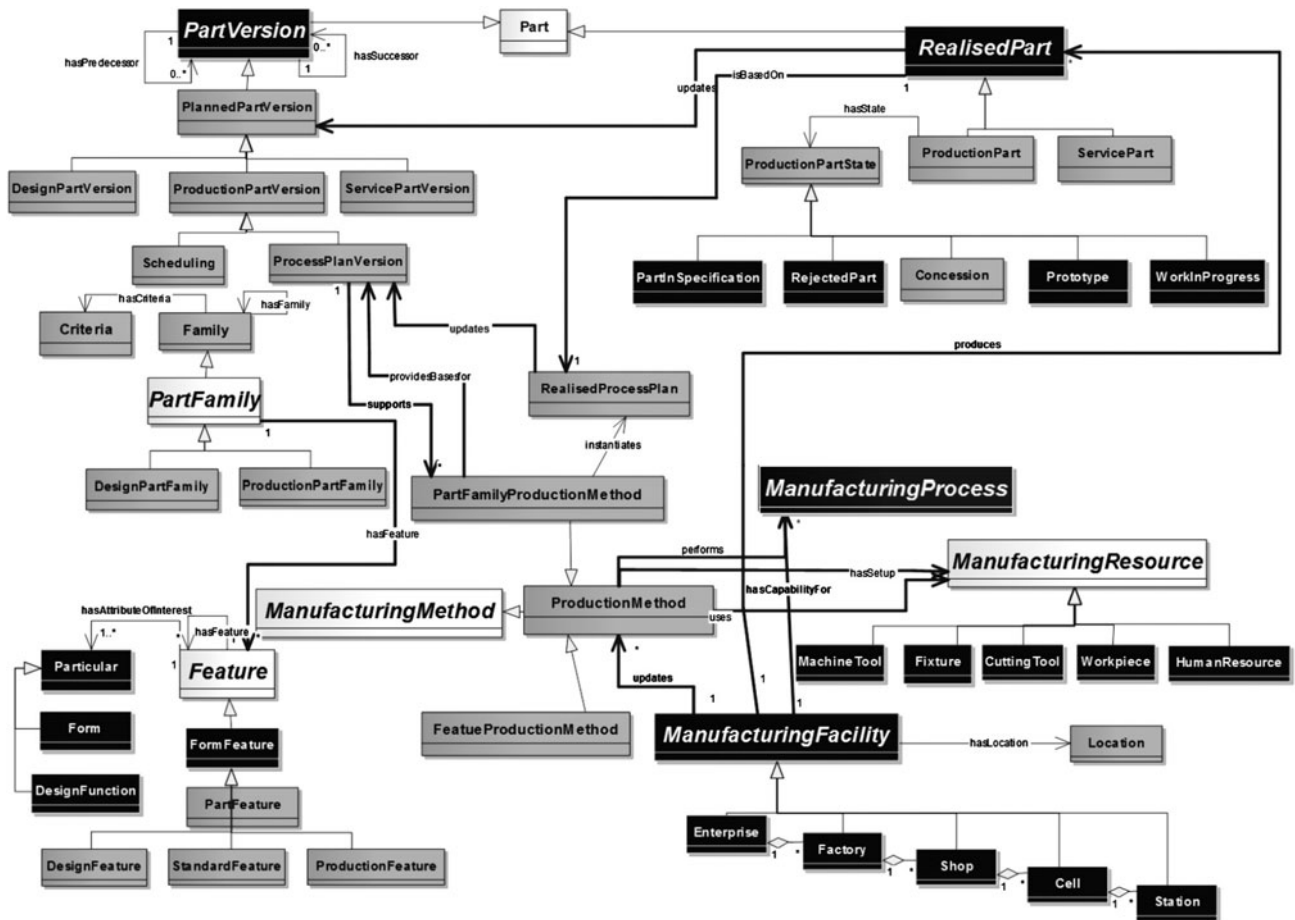 PartVersion
Part
RealisedPart
1
0..*
hasSuccessor
hasPredecessor
0..*
1
*
updates
isBasedOn
1
PlannedPartVersion
hasState
ProductionPartState
ProductionPart
ServicePart
DesignPartVersion
ProductionPartVersion
ServicePartVersion
Scheduling
ProcessPlanVersion
PartInSpecification
RejectedPart
Concession
Prototype
WorkInProgress
hasCriteria
hasFamily
1
Criteria
Family
updates
produces
1
providesBasesfor
RealisedProcessPlan
PartFamily
supports
1
instantiates
DesignPartFamily
ProductionPartFamily
*
PartFamilyProductionMethod
ManufacturingProcess
*
hasFeature
performs
ManufacturingResource
hasSetup
hasCapabilityFor
ManufacturingMethod
ProductionMethod
uses
hasAttributeOfInterest
1..*
*
hasFeature
*
1
Particular
Feature
*
MachineTool
Fixture
CuttingTool
Workpiece
HumanResource
updates
1
1
1
Form
FormFeature
FeatueProductionMethod
ManufacturingFacility
hasLocation
Location
DesignFunction
PartFeature
Enterprise
1
*
Factory
1
*
Shop
1
*
Cell
1
*
Station
DesignFeature
StandardFeature
ProductionFeature